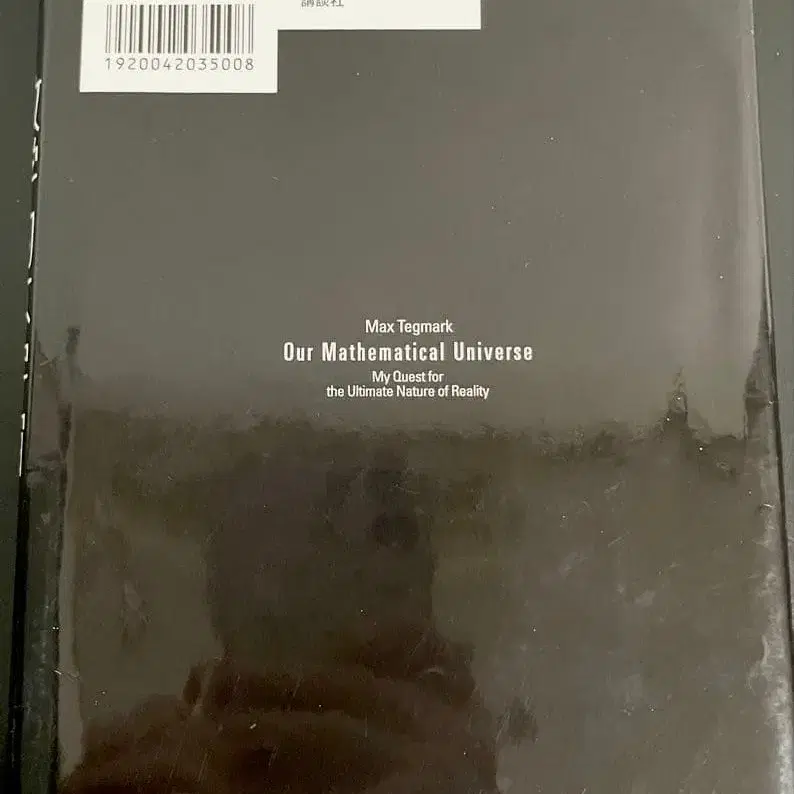 講談社
1920042035008
Max Tegmark
Our Mathematical Universe
My Quest for
the Ultimate Nature of Reality